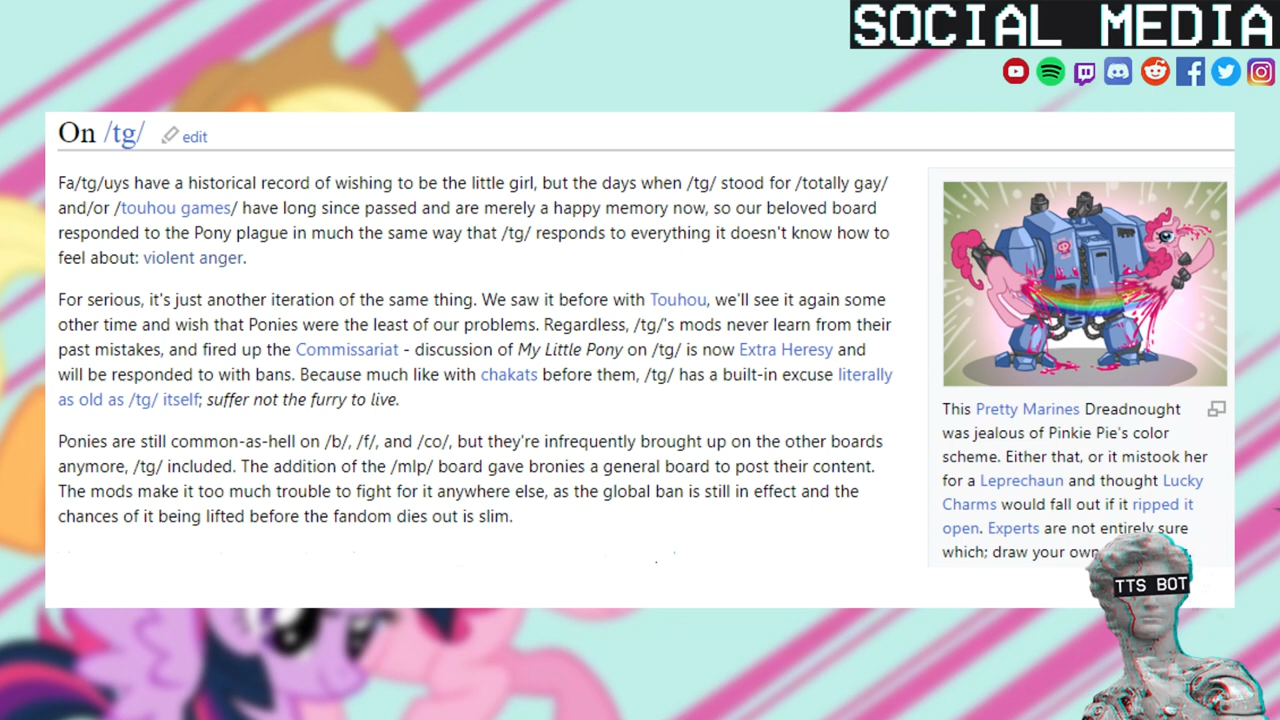 SOCIAL MEDIA
On /tg/ edit
Fa/tg/uys have a historical record of wishing to be the little girl, but the days when /tg/ stood for /totally gay/
and/or /touhou games/ have long since passed and are merely a happy memory now, so our beloved board
responded to the Pony plague in much the same way that /tg/ responds to everything it doesn't know how to
feel about: violent anger.
For serious, it's just another iteration of the same thing. We saw it before with Touhou, we'll see it again some
other time and wish that Ponies were the least of our problems. Regardless, /tg/'s mods never learn from their
past mistakes, and fired up the Commissariat - discussion of My Little Pony on /tg/ is now Extra Heresy and
will be responded to with bans. Because much like with chakats before them, /tg/ has a built-in excuse literally
as old as /tg/ itself; suffer not the furry to live.
Ponies are still common-as-hell on /b/, /f/, and /co/, but they're infrequently brought up on the other boards
anymore, /tg/ included. The addition of the /mlp/ board gave bronies a general board to post their content.
The mods make it too much trouble to fight for it anywhere else, as the global ban is still in effect and the
chances of it being lifted before the fandom dies out is slim.
This Pretty Marines Dreadnought
was jealous of Pinkie Pie's color
scheme. Either that, or it mistook her
for a Leprechaun and thought Lucky
Charms would fall out if it ripped it
open. Experts are not entirely sure
which; draw your own
TTS BOT